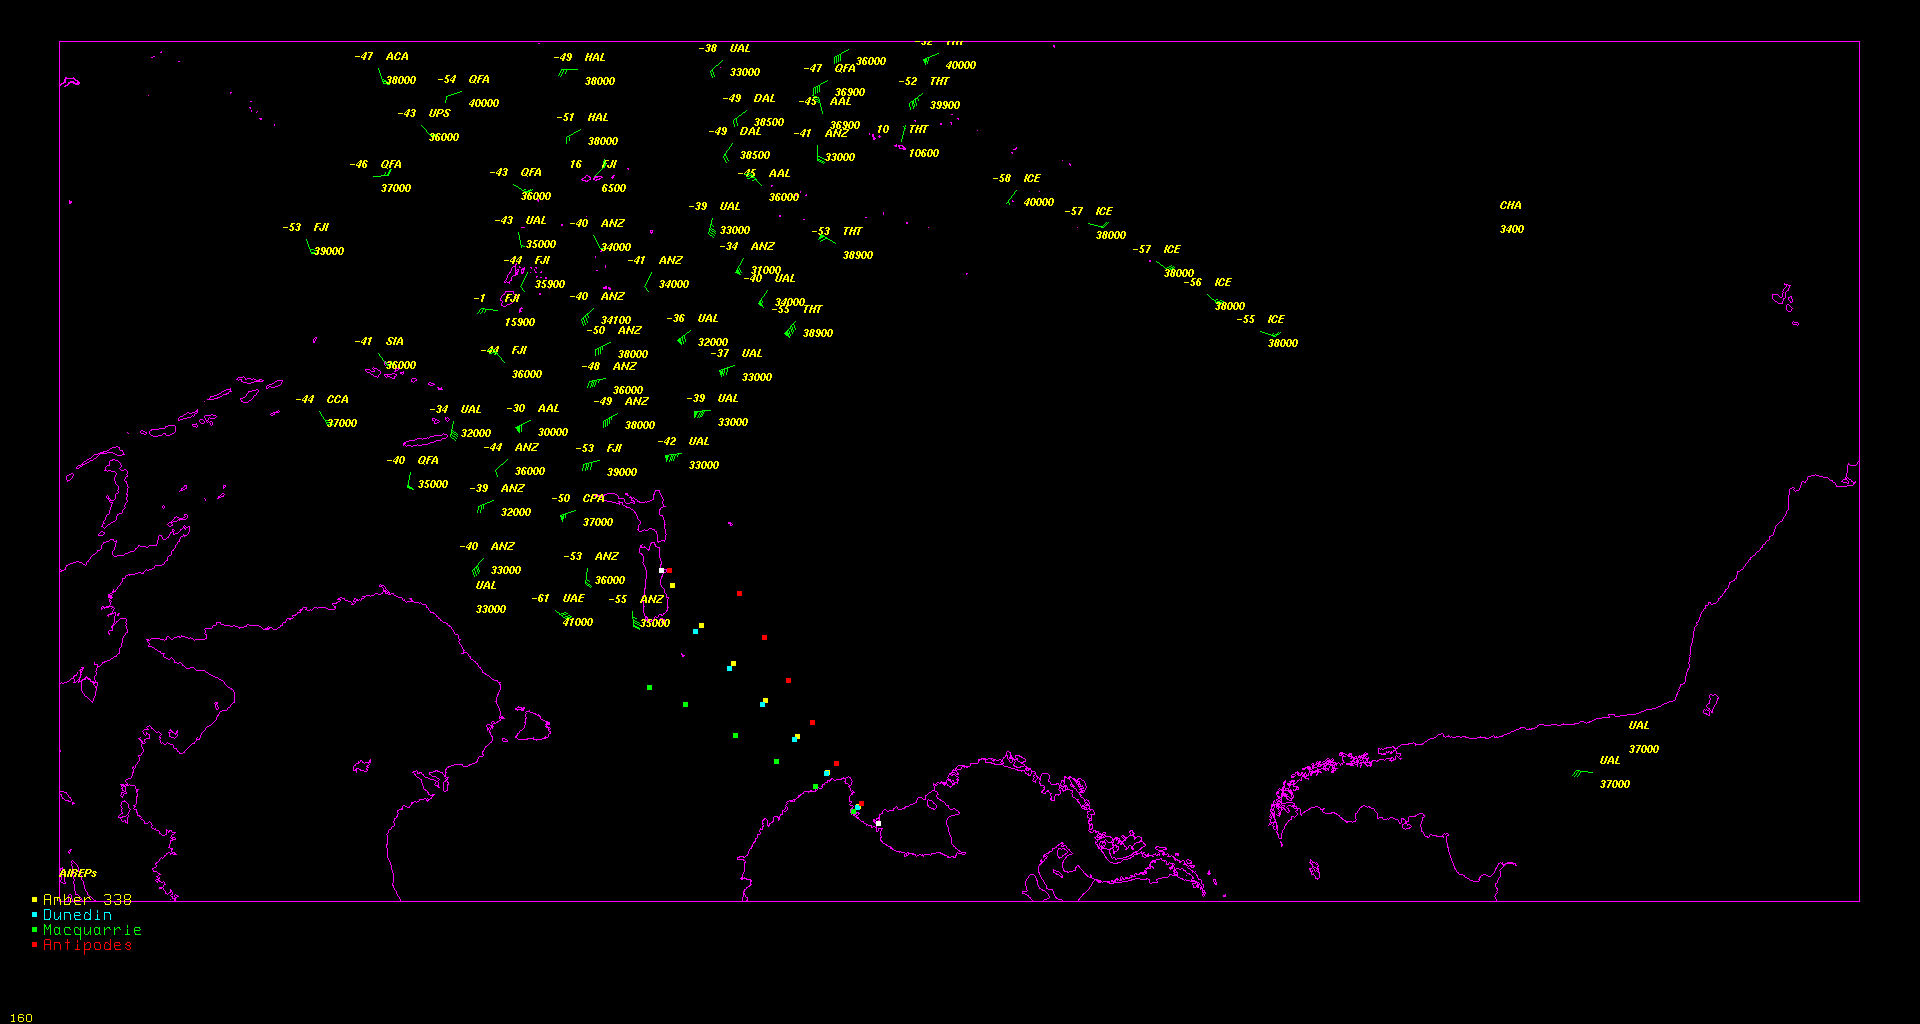 -47 ACA
38000
-54 QFA
40000
-43 UPS
36000
-49 HAL
38000
-51 HAL
38000
-38 UAL
33000
36000
-47 QFA
36900
-32 THT
40000
-52 THT
39900
-49 DAL
38500
-45 AAL
36900
-49 DAL
38500
-41 ANZ
33000
10 THT
10600
-46 QFA
37000
-43 QFA
36000
16 FJI
6500
-45 AAL
36000
-58 ICE
40000
-57 ICE
38000
CHA
3400
-53 FJI
39000
-43 UAL
35000
-40 ANZ
34000
-39 UAL
33000
-53 THT
38900
-34 ANZ
31000
-57 ICE
38000
-44 FJI
35900
-41 ANZ
34000
-40 UAL
34000
-56 ICE
38000
-1 FJI
15900
-40 ANZ
34100
-55 THT
38900
-55 ICE
38000
-50 ANZ
38000
-36 UAL
32000
-41 SIA
36000
-44 FJI
36000
-37 UAL
33000
-48 ANZ
36000
-44 CCA
37000
-34 UAL
32000
-30 AAL
30000
-49 ANZ
38000
-39 UAL
33000
-44 ANZ
36000
-53 FJI
39000
-42 UAL
33000
-40 QFA
35000
-39 ANZ
32000
-50 CPA
37000
-40 ANZ
33000
-53 ANZ
36000
UAL
33000
-61 UAE
41000
-55 ANZ
35000
UAL
37000
UAL
37000
AIREPs
Amber 338
Dunedin
Macquarrie
Antipodes
160